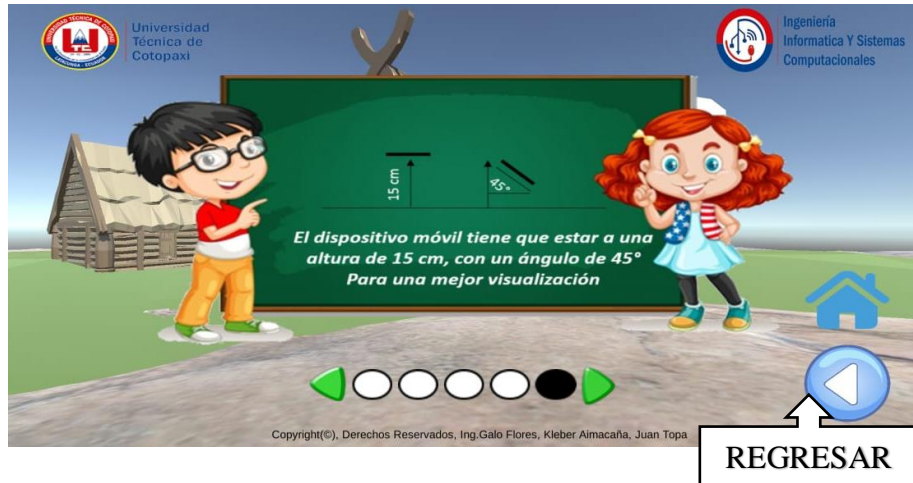 Universidad
Técnica de
Cotopaxi
Ingeniería
Informatica Y Sistemas
Computacionales
15 cm
45°
El dispositivo móvil tiene que estar a una
altura de 15 cm, con un ángulo de 45°
Para una mejor visualización
Copyright(©), Derechos Reservados, Ing.Galo Flores, Kleber Aimacaña, Juan Topa
REGRESAR